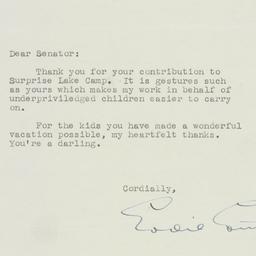 Dear Senator:
Thank you for your contribution to
Surprise Lake Camp. It is gestures such
as yours which makes my work in behalf of
underpriviledged children easier to carry
on.
For the kids you have made a wonderful
vacation possible, my heartfelt thanks.
You're a darling.
Cordially,
Eddie